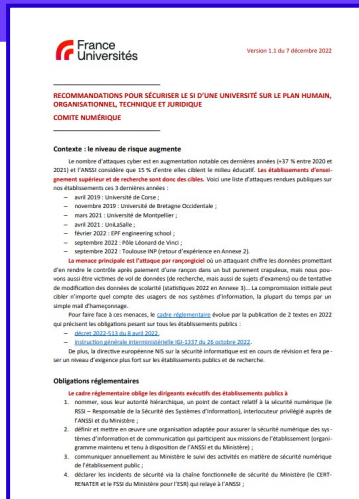 France
Universités
Version 1.1 du 7 décembre 2022
RECOMMANDATIONS POUR SÉCURISER LE SI D'UNE UNIVERSITÉ SUR LE PLAN HUMAIN,
ORGANISATIONNEL, TECHNIQUE ET JURIDIQUE
COMITE NUMÉRIQUE
Contexte : le niveau de risque augmente
Le nombre d'attaques cyber est en augmentation notable ces dernières années (+37 % entre 2020 et
2021) et l'ANSSI considère que 15 % d'entre elles ciblent le milieu éducatif. Les établissements d'ensei-
gnement supérieur et de recherche sont donc des cibles. Voici une liste d'attaques rendues publiques sur
nos établissements ces 3 dernières années :
– avril 2019 : Université de Corse ;
– novembre 2019 : Université de Bretagne Occidentale ;
– mars 2021 : Université de Montpellier ;
– avril 2021 : UniLaSalle ;
– février 2022 : EPF engineering school ;
– septembre 2022 : Pôle Léonard de Vinci ;
– septembre 2022 : Toulouse INP (retour d'expérience en Annexe 2).
La menace principale est l'attaque par rançongiciel où un attaquant chiffre les données promettant
d'en rendre le contrôle après paiement d'une rançon dans un but purement crapuleux, mais nous pou-
vons aussi être victimes de vol de données (de recherche, mais aussi de sujets d'examens) ou de tentative
de modification des données de scolarité (statistiques 2022 en Annexe 3)... La compromission initiale peut
cibler n'importe quel compte des usagers de nos systèmes d'information, la plupart du temps par un
simple mail d'hameçonnage.
Pour faire face à ces menaces, le cadre réglementaire évolue par la publication de 2 textes en 2022
qui précisent les obligations pesant sur tous les établissements publics :
– décret 2022-513 du 8 avril 2022,
– instruction générale interministérielle IGI-1337 du 26 octobre 2022.
De plus, la directive européenne NIS sur la sécurité informatique est en cours de révision et fera pe-
ser un niveau d'exigence plus fort sur les établissements publics et de recherche.
Obligations réglementaires
Le cadre réglementaire oblige les dirigeants exécutifs des établissements publics à
1. nommer, sous leur autorité hiérarchique, un point de contact relatif à la sécurité numérique (le
RSSI – Responsable de la Sécurité des Systèmes d'Information), interlocuteur privilégié auprès de
l'ANSSI et du Ministère ;
2. définir et mettre en œuvre une organisation adaptée pour assurer la sécurité numérique des sys-
tèmes d'information et de communication qui participent aux missions de l'établissement (organi-
gramme maintenu et tenu à disposition de l'ANSSI et du Ministère) ;
3. communiquer annuellement au Ministère le suivi des activités en matière de sécurité numérique
de l'établissement public ;
4. déclarer les incidents de sécurité via la chaîne fonctionnelle de sécurité du Ministère (le CERT-
RENATER et le FSSI du Ministère pour l'ESR) qui relaye à l'ANSSI ;